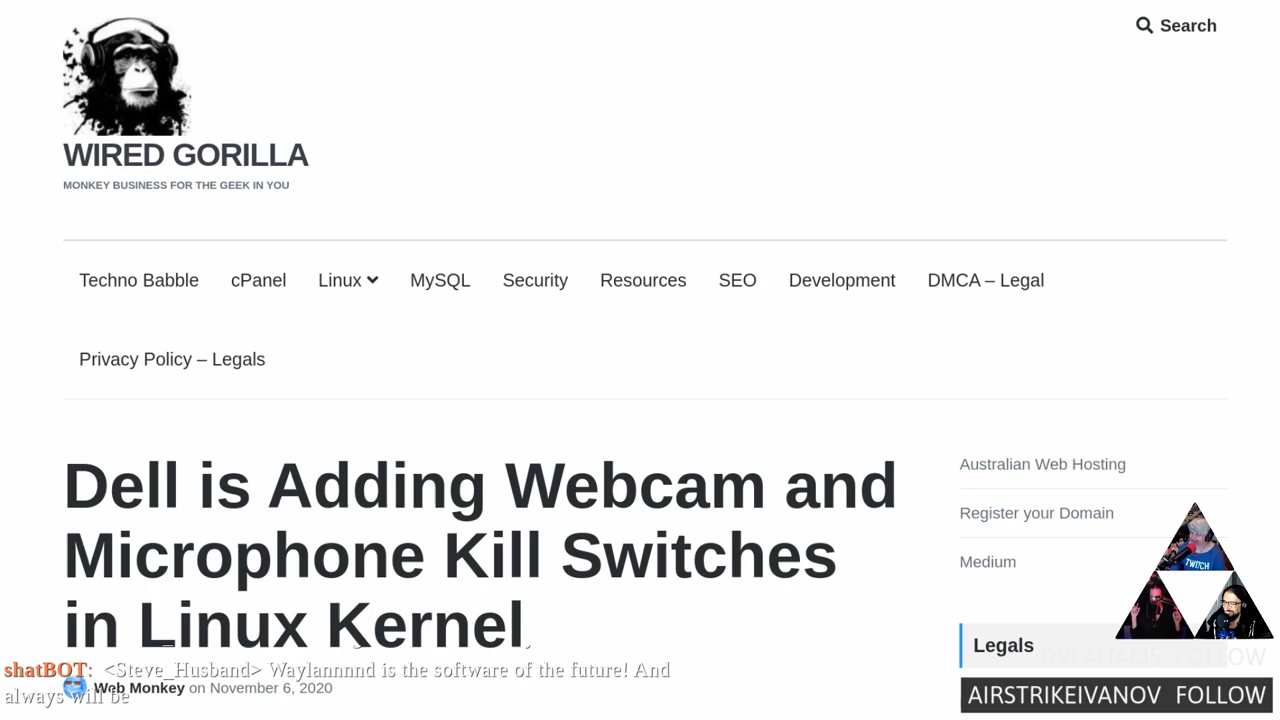 Search
WIRED GORILLA
MONKEY BUSINESS FOR THE GEEK IN YOU
Techno Babble cPanel Linux MySQL Security Resources SEO Development DMCA – Legal
Privacy Policy – Legals
Dell is Adding Webcam and
Microphone Kill Switches
in Linux Kernel
Web Monkey on November 6, 2020
Australian Web Hosting
Register your Domain
Medium
TWITCH
Legals
DVLAHAKIS FOLLOW
AIRSTRIKEIVANOV FOLLOW
shatBOT: <Steve_Husband> Waylannnnd is the software of the future! And
always will be